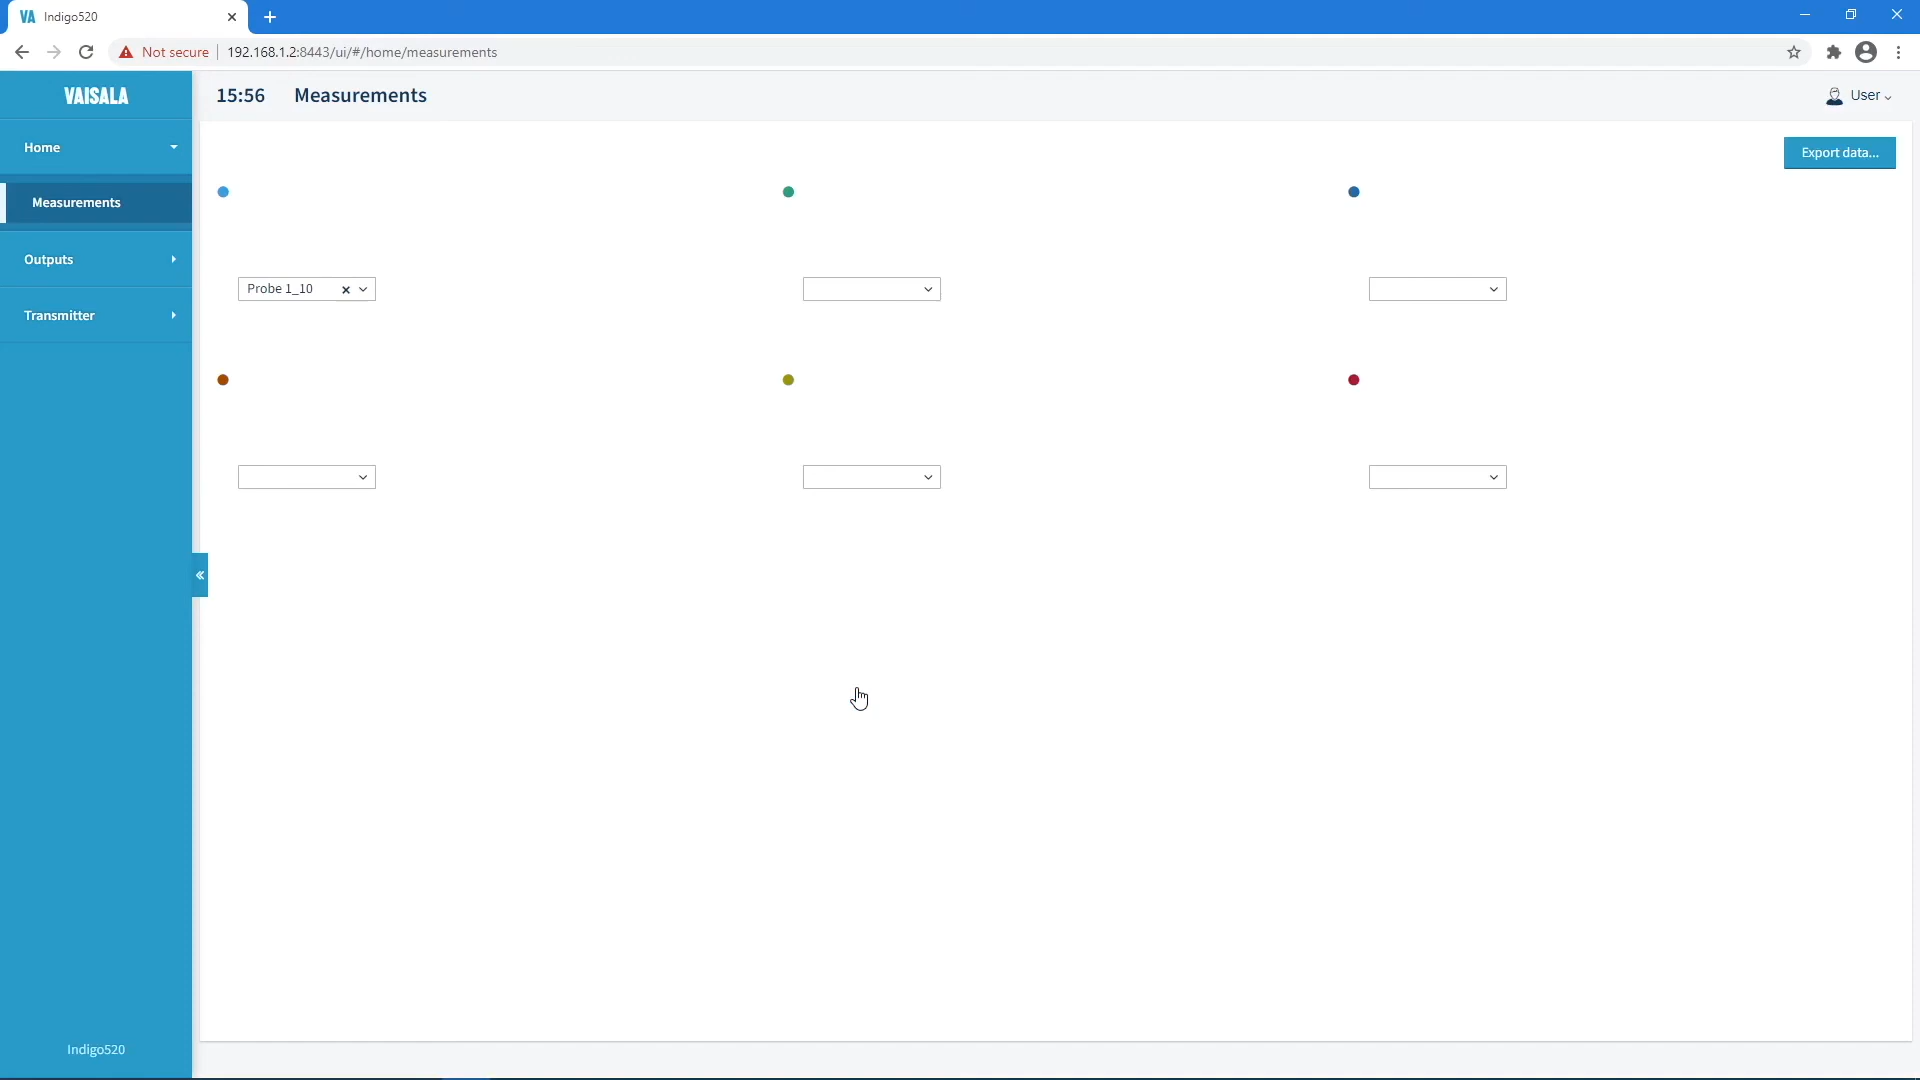 VA Indigo520
Not secure 192.168.1.2:8443/ui/#/home/measurements
VAISALA
15:56 Measurements
User
Home
Export data...
Measurements
Outputs
Probe 1_10
Transmitter
Indigo520